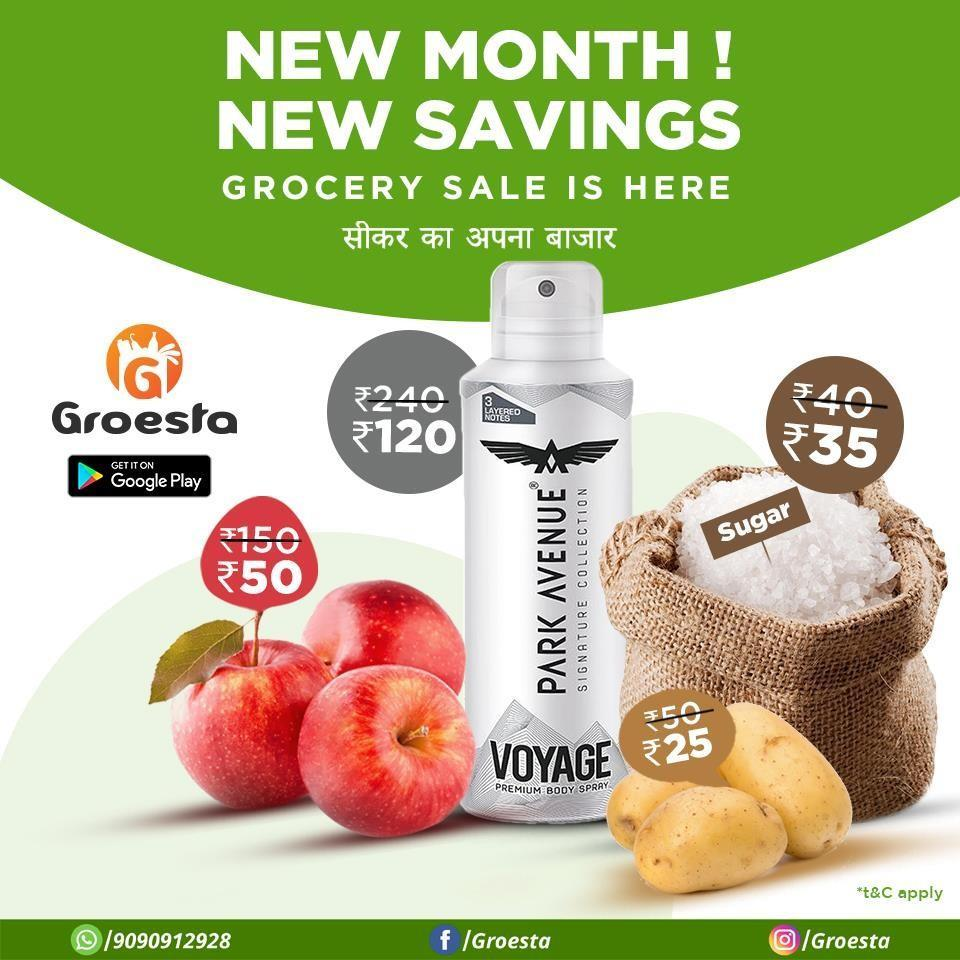 NEW MONTH !
NEW SAVINGS
GROCERY SALE IS HERE
सीकर का अपना बाजार
G
Groesta
GET IT ON
Google Play
₹240
₹120
₹40
₹35
₹150
₹50
3
LAYERED
NOTES
PARK AVENUE®
SIGNATURE COLLECTION
VOYAGE
PREMIUM BODY SPRAY
Sugar
₹50
₹25
*t&C apply
/9090912928
f /Groesta
/Groesta